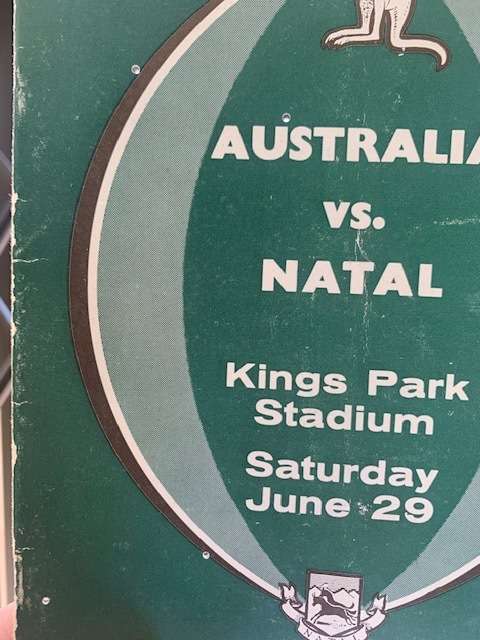 AUSTRALIA
vs.
NATAL
Kings Park
Stadium
Saturday
June 29